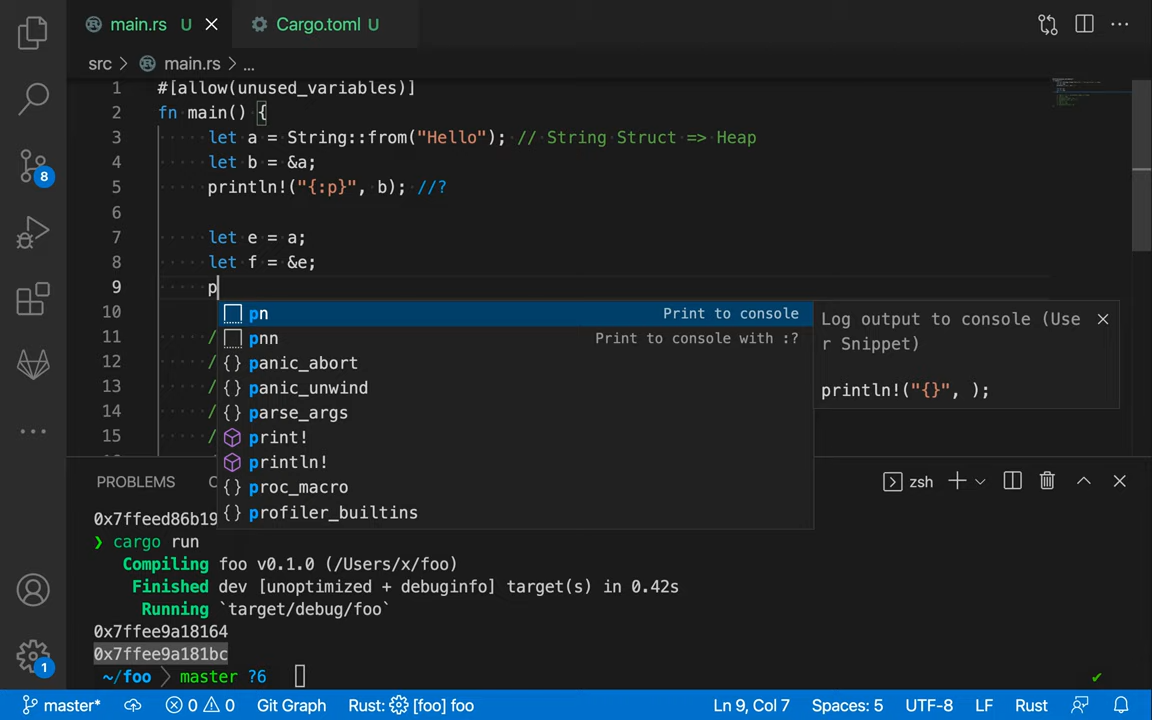 main.rs U Cargo.toml U
src > main.rs > ...
1 #[allow(unused_variables)]
2 fn main() {
3 let a = String::from("Hello"); // String Struct => Heap
4 let b = &a;
5 println!("{:p}", b); //?
6
7 let e = a;
8 let f = &e;
9 p
10
11 /
12 /
13 /
14 /
15 /
pn Print to console
pnn Print to console with :?
panic_abort
panic_unwind
parse_args
print!
println!
proc_macro
profiler_builtins
Log output to console (Use
r Snippet)
println!("{}", );
8
PROBLEMS zsh
0x7ffeed86b19
❯ cargo run
Compiling foo v0.1.0 (/Users/x/foo)
Finished dev [unoptimized + debuginfo] target(s) in 0.42s
Running `target/debug/foo`
0x7ffee9a18164
0x7ffee9a181bc
~/foo > master ?6 ✔
1
master* 0 0 Git Graph Rust: [foo] foo Ln 9, Col 7 Spaces: 5 UTF-8 LF Rust